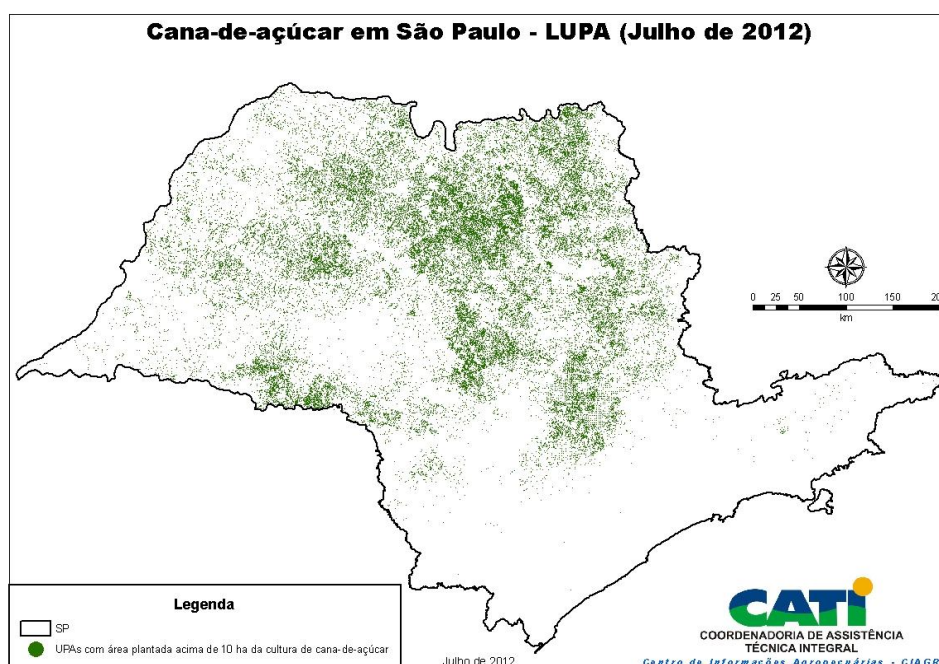 Cana-de-açúcar em São Paulo - LUPA (Julho de 2012)
0 25 50 100 150
km
Legenda
SP
UPAs com área plantada acima de 10 ha da cultura de cana-de-açúcar
Julho de 2012
CATI
COORDENADORIA DE ASSISTÊNCIA
TÉCNICA INTEGRAL
Centro de Informações Agropecuárias - CIAGR